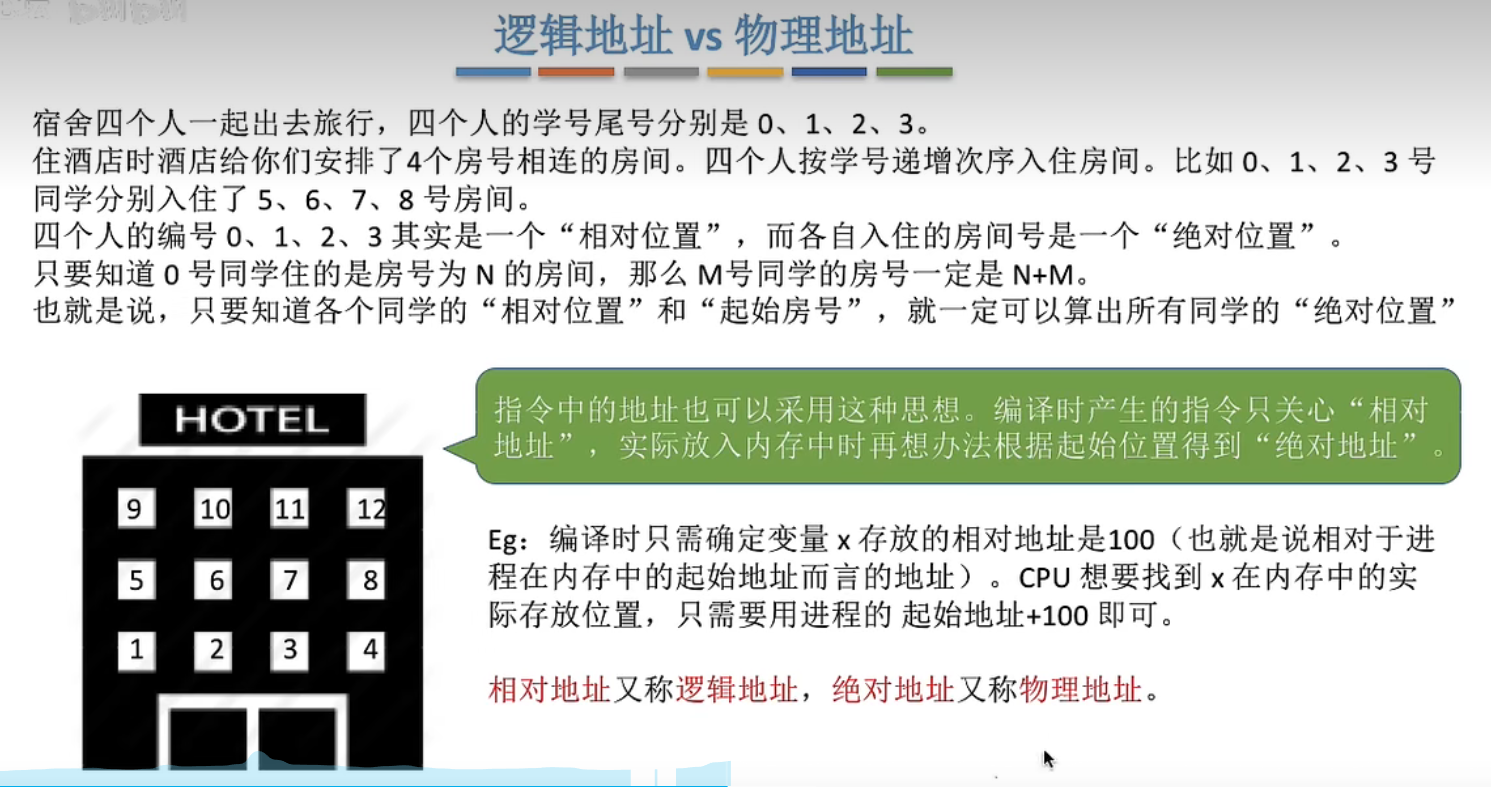 逻辑地址 vs 物理地址
宿舍四个人一起出去旅行，四个人的学号尾号分别是 0、1、2、3。
住酒店时酒店给你们安排了4个房号相连的房间。四个人按学号递增次序入住房间。比如 0、1、2、3 号
同学分别入住了 5、6、7、8 号房间。
四个人的编号 0、1、2、3 其实是一个“相对位置”，而各自入住的房间号是一个“绝对位置”。
只要知道 0 号同学住的是房号为 N 的房间，那么 M号同学的房号一定是 N+M。
也就是说，只要知道各个同学的“相对位置”和“起始房号”，就一定可以算出所有同学的“绝对位置”
HOTEL
9 10 11 12
5 6 7 8
1 2 3 4
指令中的地址也可以采用这种思想。编译时产生的指令只关心“相对
地址”，实际放入内存中时再想办法根据起始位置得到“绝对地址”。
Eg：编译时只需确定变量 x 存放的相对地址是100（也就是说相对于进
程在内存中的起始地址而言的地址）。CPU 想要找到 x 在内存中的实
际存放位置，只需要用进程的 起始地址+100 即可。
相对地址又称逻辑地址，绝对地址又称物理地址。